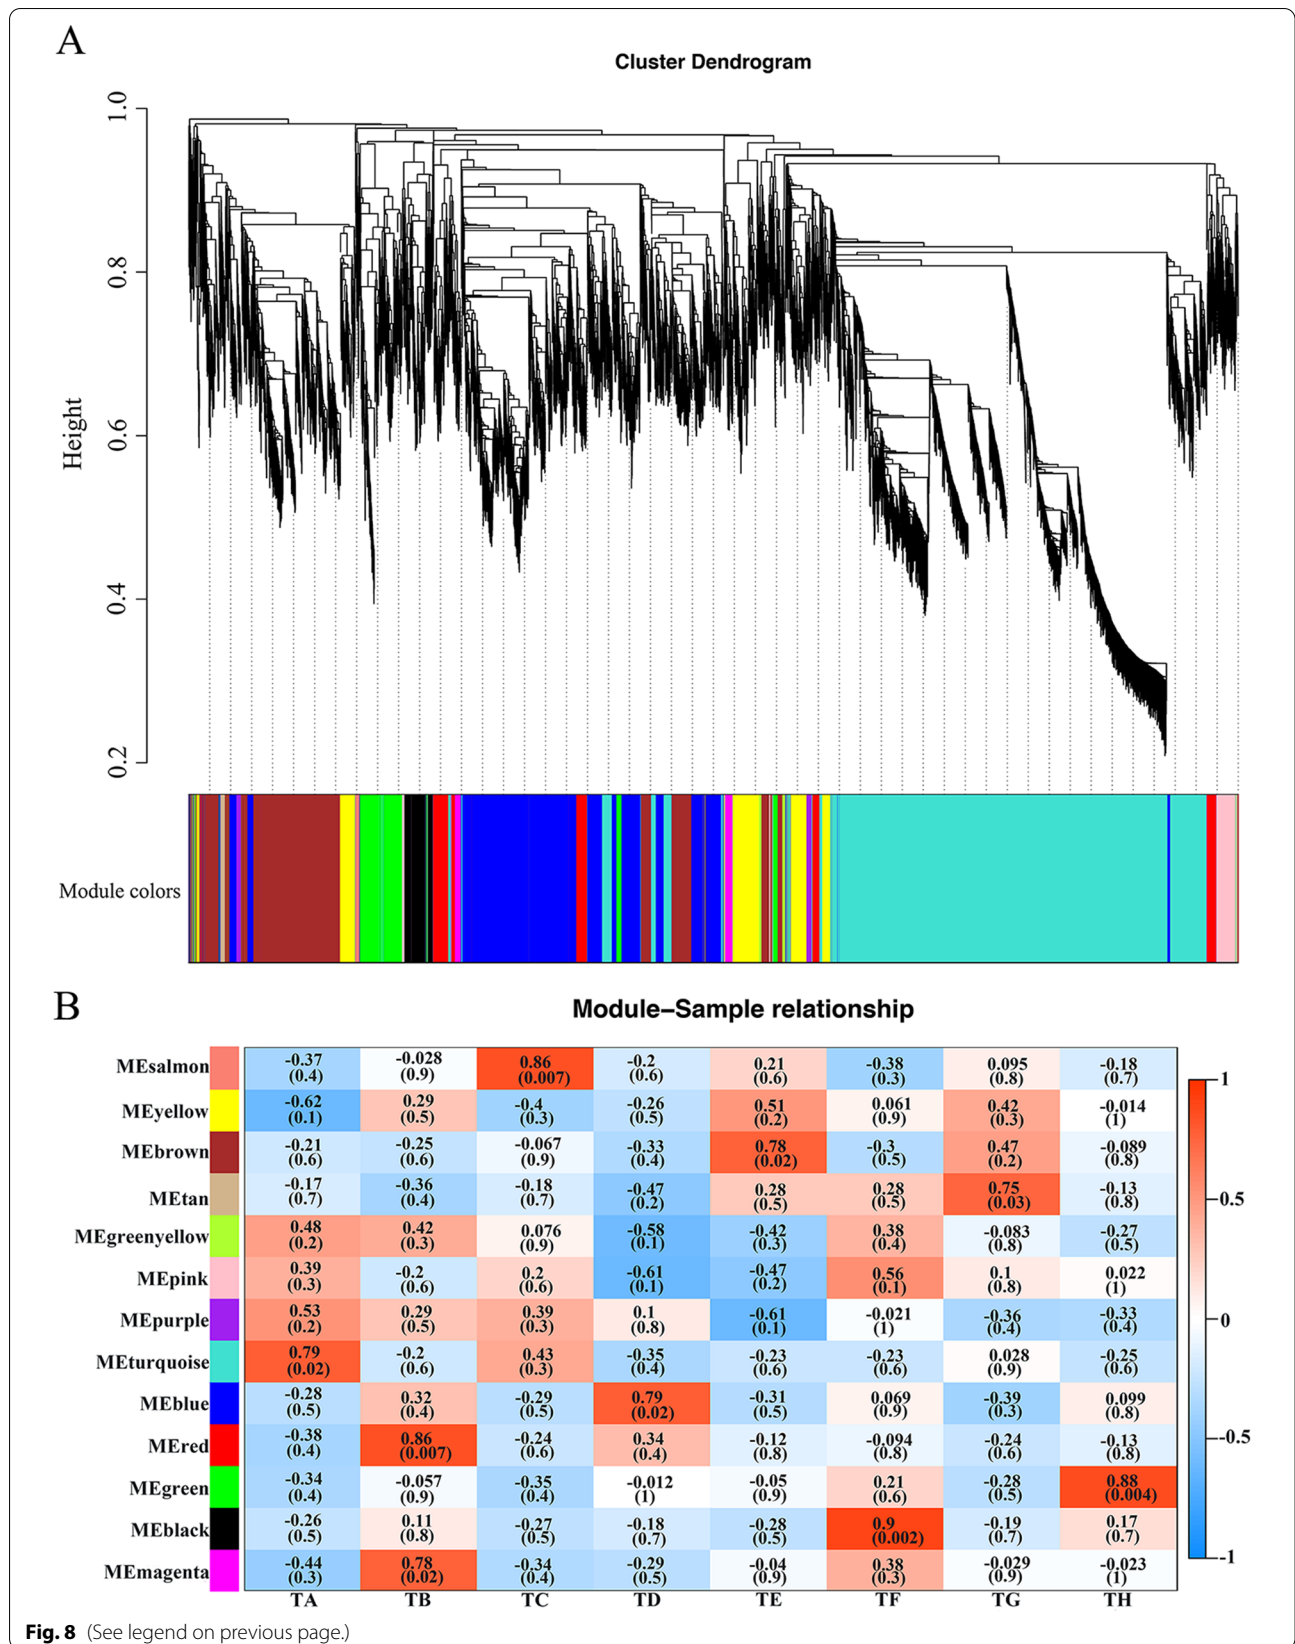 A
Cluster Dendrogram
1.0
0.8
0.6
0.4
0.2
Height
Module colors
B
Module–Sample relationship
MEsalmon -0.37 -0.028 0.86 -0.2 0.21 -0.38 0.095 -0.18
(0.4) (0.9) (0.007) (0.6) (0.6) (0.3) (0.8) (0.7)
MEyellow -0.62 0.29 -0.4 -0.26 0.51 0.061 0.42 -0.014
(0.1) (0.5) (0.3) (0.5) (0.2) (0.9) (0.3) (1)
MEbrown -0.21 -0.25 -0.067 -0.33 0.78 -0.3 0.47 -0.089
(0.6) (0.6) (0.9) (0.4) (0.02) (0.5) (0.2) (0.8)
MEtan -0.17 -0.36 -0.18 -0.47 0.28 0.28 0.75 -0.13
(0.7) (0.4) (0.7) (0.2) (0.5) (0.5) (0.03) (0.8)
MEgreenyellow 0.48 0.42 0.076 -0.58 -0.42 0.38 -0.083 -0.27
(0.2) (0.3) (0.9) (0.1) (0.3) (0.4) (0.8) (0.5)
MEpink 0.39 -0.2 0.2 -0.61 -0.47 0.56 0.1 0.022
(0.3) (0.6) (0.6) (0.1) (0.2) (0.1) (0.8) (1)
MEpurple 0.53 0.29 0.39 0.1 -0.61 -0.021 -0.36 -0.33
(0.2) (0.5) (0.3) (0.8) (0.1) (1) (0.4) (0.4)
MEturquoise 0.79 -0.2 0.43 -0.35 -0.23 -0.23 0.028 -0.25
(0.02) (0.6) (0.3) (0.4) (0.6) (0.6) (0.9) (0.6)
MEblue -0.28 0.32 -0.29 0.79 -0.31 0.069 -0.39 0.099
(0.5) (0.4) (0.5) (0.02) (0.5) (0.9) (0.3) (0.8)
MEred -0.38 0.86 -0.24 0.34 -0.12 -0.094 -0.24 -0.13
(0.4) (0.007) (0.6) (0.4) (0.8) (0.8) (0.6) (0.8)
MEgreen -0.34 -0.057 -0.35 -0.012 -0.05 0.21 -0.28 0.88
(0.4) (0.9) (0.4) (1) (0.9) (0.6) (0.5) (0.004)
MEblack -0.26 0.11 -0.27 -0.18 -0.28 0.9 -0.19 0.17
(0.5) (0.8) (0.5) (0.7) (0.5) (0.002) (0.7) (0.7)
MEmagenta -0.44 0.78 -0.34 -0.29 -0.04 0.38 -0.029 -0.023
(0.3) (0.02) (0.4) (0.5) (0.9) (0.3) (0.9) (1)
TA TB TC TD TE TF TG TH
1
0.5
0
-0.5
-1
Fig. 8 (See legend on previous page.)